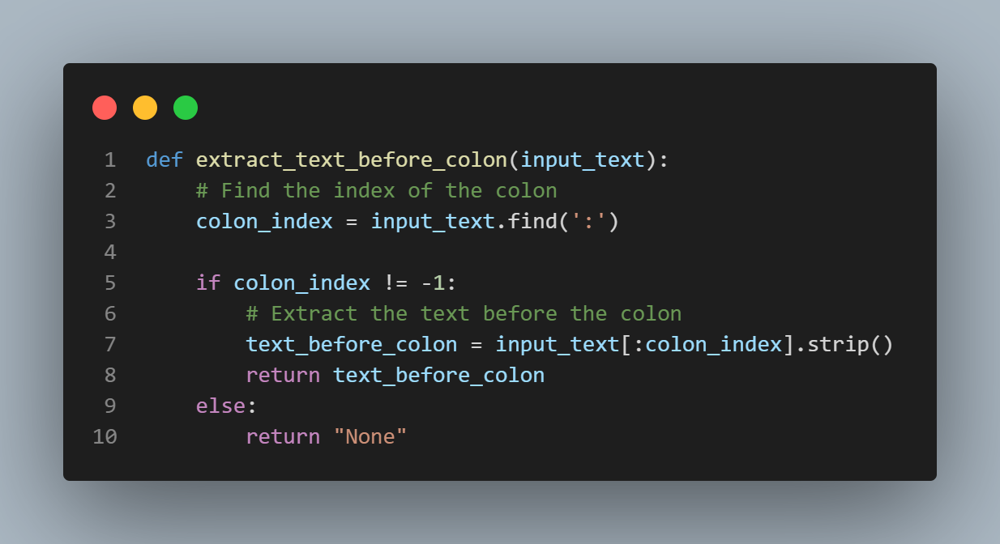 1 def extract_text_before_colon(input_text):
2     # Find the index of the colon
3     colon_index = input_text.find(':')
4
5     if colon_index != -1:
6         # Extract the text before the colon
7         text_before_colon = input_text[:colon_index].strip()
8         return text_before_colon
9     else:
10         return "None"